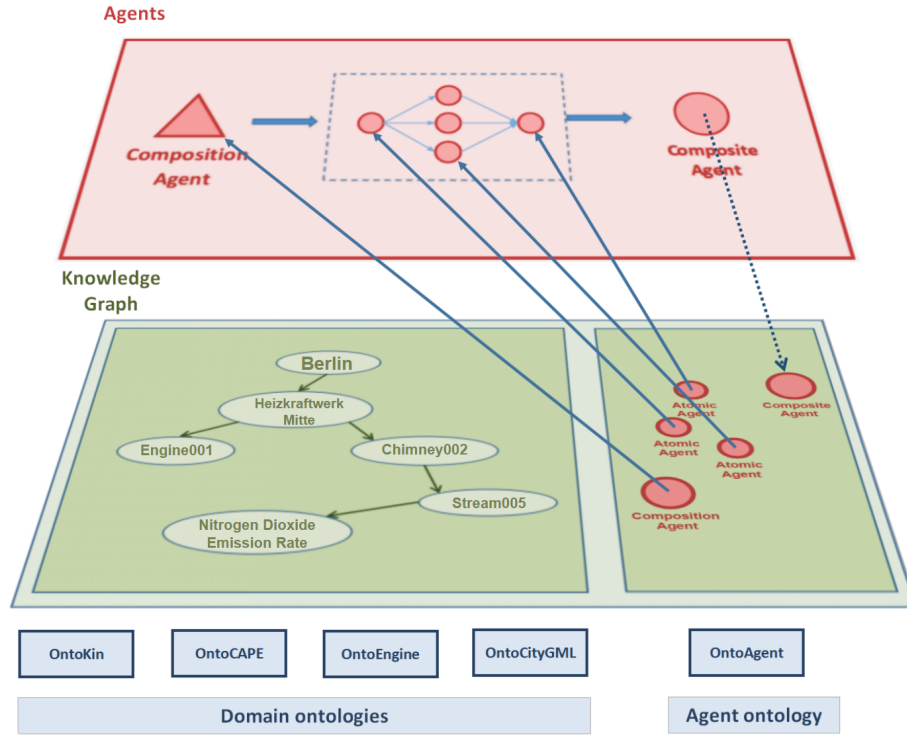 Agents
Composition
Agent
Composite
Agent
Knowledge
Graph
Berlin
Heizkraftwerk
Mitte
Engine001
Chimney002
Stream005
Nitrogen Dioxide
Emission Rate
Atomic
Agent
Composite
Agent
Atomic
Agent
Atomic
Agent
Composition
Agent
OntoKin
OntoCAPE
OntoEngine
OntoCityGML
OntoAgent
Domain ontologies
Agent ontology